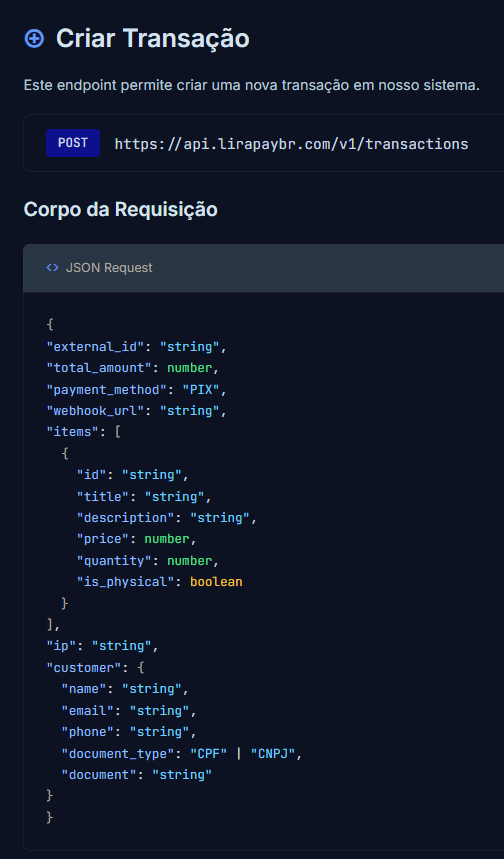 Criar Transação
Este endpoint permite criar uma nova transação em nosso sistema.
POST https://api.lirapaybr.com/v1/transactions
Corpo da Requisição
<> JSON Request
{
"external_id": "string",
"total_amount": number,
"payment_method": "PIX",
"webhook_url": "string",
"items": [
  {
    "id": "string",
    "title": "string",
    "description": "string",
    "price": number,
    "quantity": number,
    "is_physical": boolean
  }
],
"ip": "string",
"customer": {
  "name": "string",
  "email": "string",
  "phone": "string",
  "document_type": "CPF" | "CNPJ",
  "document": "string"
}
}